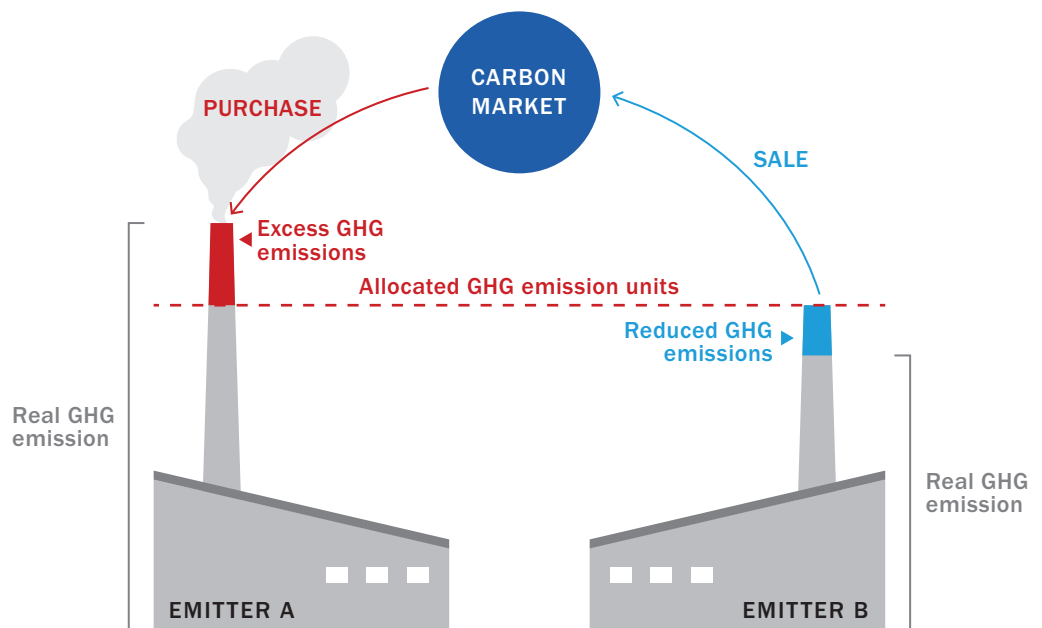 CARBON
MARKET
PURCHASE
SALE
Excess GHG
emissions
Allocated GHG emission units
Reduced GHG
emissions
Real GHG
emission
Real GHG
emission
EMITTER A
EMITTER B